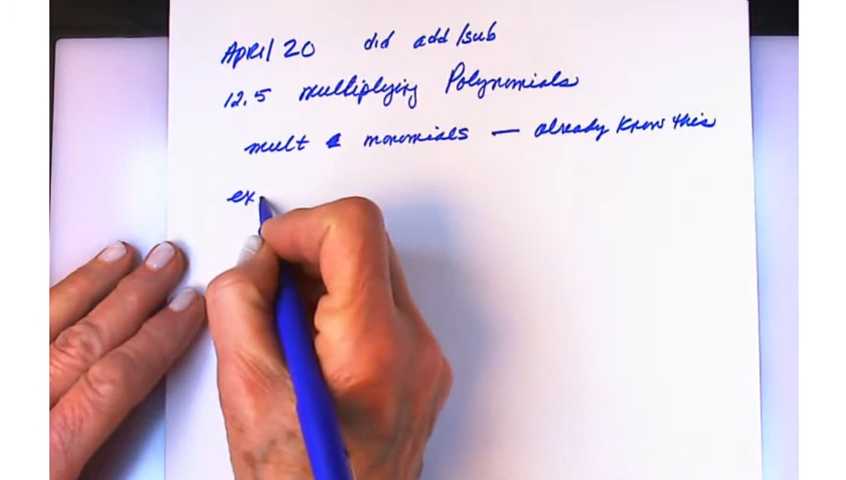 April 20 did add/sub
12.5 multiplying Polynomials
mult monomials — already know this
ex